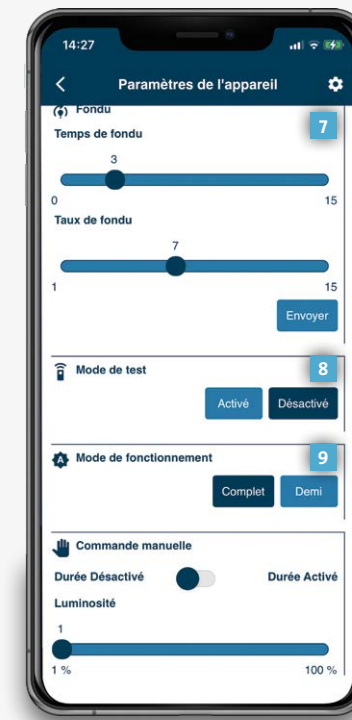 14:27
Paramètres de l'appareil
Fondu
7
Temps de fondu
3
0 15
Taux de fondu
7
1 15
Envoyer
Mode de test
8
Activé Désactivé
Mode de fonctionnement
9
Complet Demi
Commande manuelle
Durée Désactivé Durée Activé
Luminosité
1
1 % 100 %